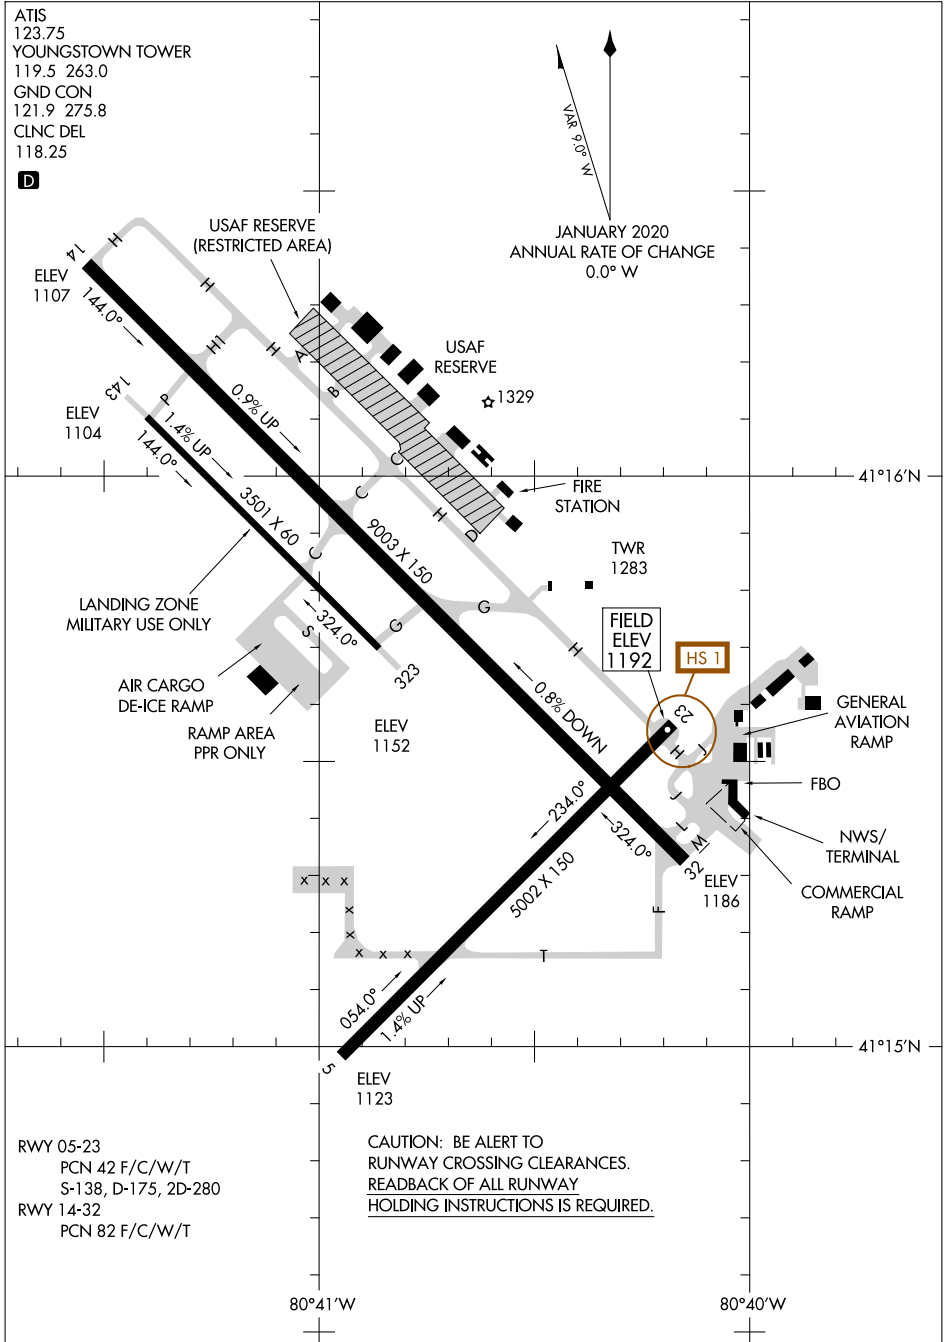 ATIS
123.75
YOUNGSTOWN TOWER
119.5 263.0
GND CON
121.9 275.8
CLNC DEL
118.25
D
VAR 9.0° W
JANUARY 2020
ANNUAL RATE OF CHANGE
0.0° W
USAF RESERVE
(RESTRICTED AREA)
14
H
ELEV
1107
144.0°
H
H1
H
A
B
USAF
RESERVE
1329
143
P
ELEV
1104
0.9% UP
1.4% UP
144.0°
C
C
41°16'N
FIRE
STATION
3501 X 60
9003 X 150
H
D
C
TWR
1283
LANDING ZONE
MILITARY USE ONLY
324.0°
S
G
G
H
FIELD
ELEV
1192
HS 1
323
AIR CARGO
DE-ICE RAMP
RAMP AREA
PPR ONLY
ELEV
1152
0.8% DOWN
23
GENERAL
AVIATION
RAMP
H
J
FBO
J
234.0°
324.0°
L
M
NWS/
TERMINAL
32
ELEV
1186
COMMERCIAL
RAMP
5002 X 150
x x x
x
x
x x x
F
T
054.0°
1.4% UP
41°15'N
5
ELEV
1123
RWY 05-23
PCN 42 F/C/W/T
S-138, D-175, 2D-280
RWY 14-32
PCN 82 F/C/W/T
CAUTION: BE ALERT TO
RUNWAY CROSSING CLEARANCES.
READBACK OF ALL RUNWAY
HOLDING INSTRUCTIONS IS REQUIRED.
80°41'W
80°40'W